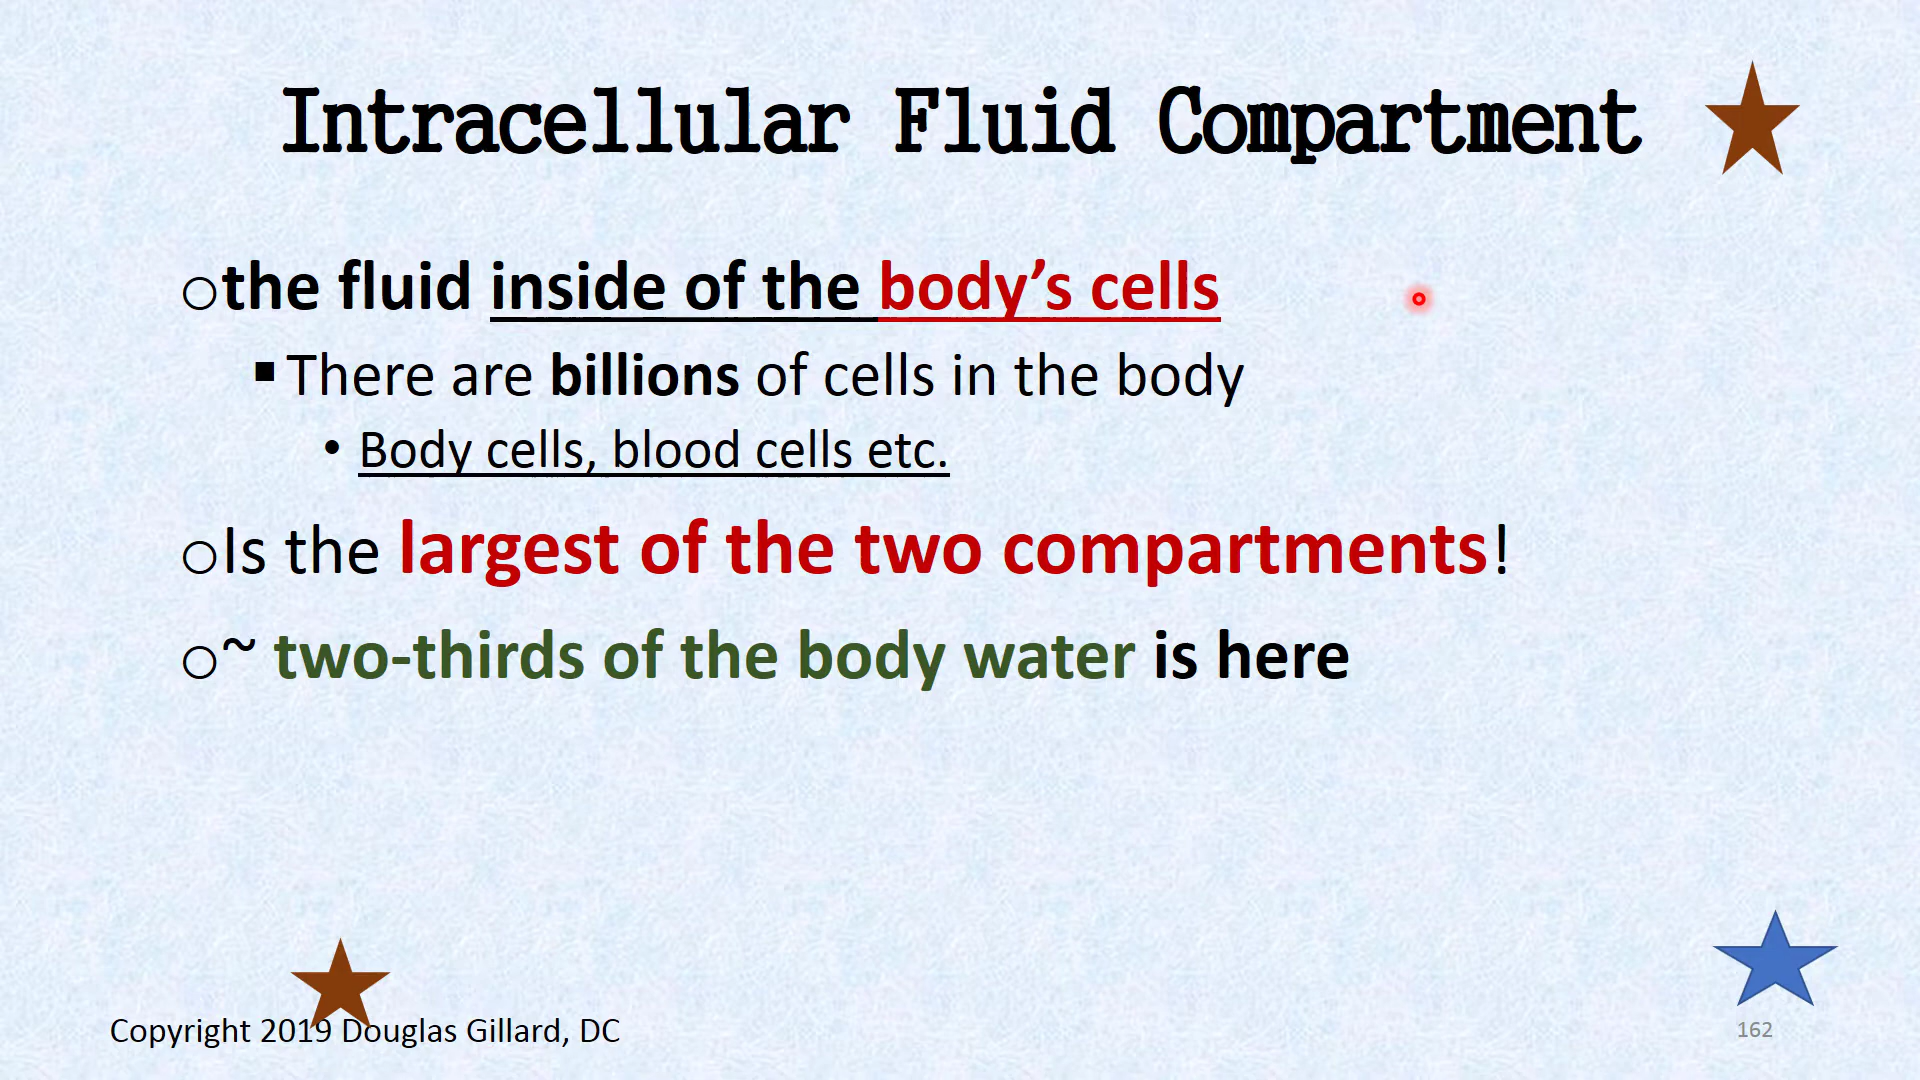 Intracellular Fluid Compartment
the fluid inside of the body’s cells
There are billions of cells in the body
Body cells, blood cells etc.
Is the largest of the two compartments!
~ two-thirds of the body water is here
Copyright 2019 Douglas Gillard, DC
162